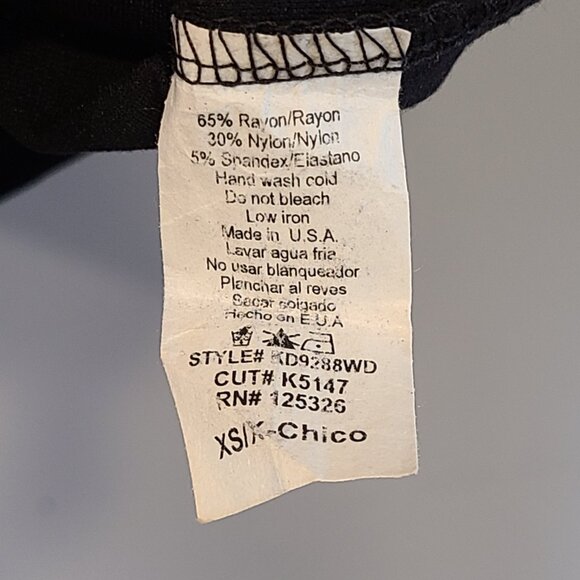 65% Rayon/Rayon
30% Nylon/Nylon
5% Spandex/Elastano
Hand wash cold
Do not bleach
Low iron
Made in U.S.A.
Lavar agua fria
No usar blanqueador
Planchar al reves
Secar colgado
Hecho en E.U.A
STYLE# KD9288WD
CUT# K5147
RN# 125326
XS/X-Chico